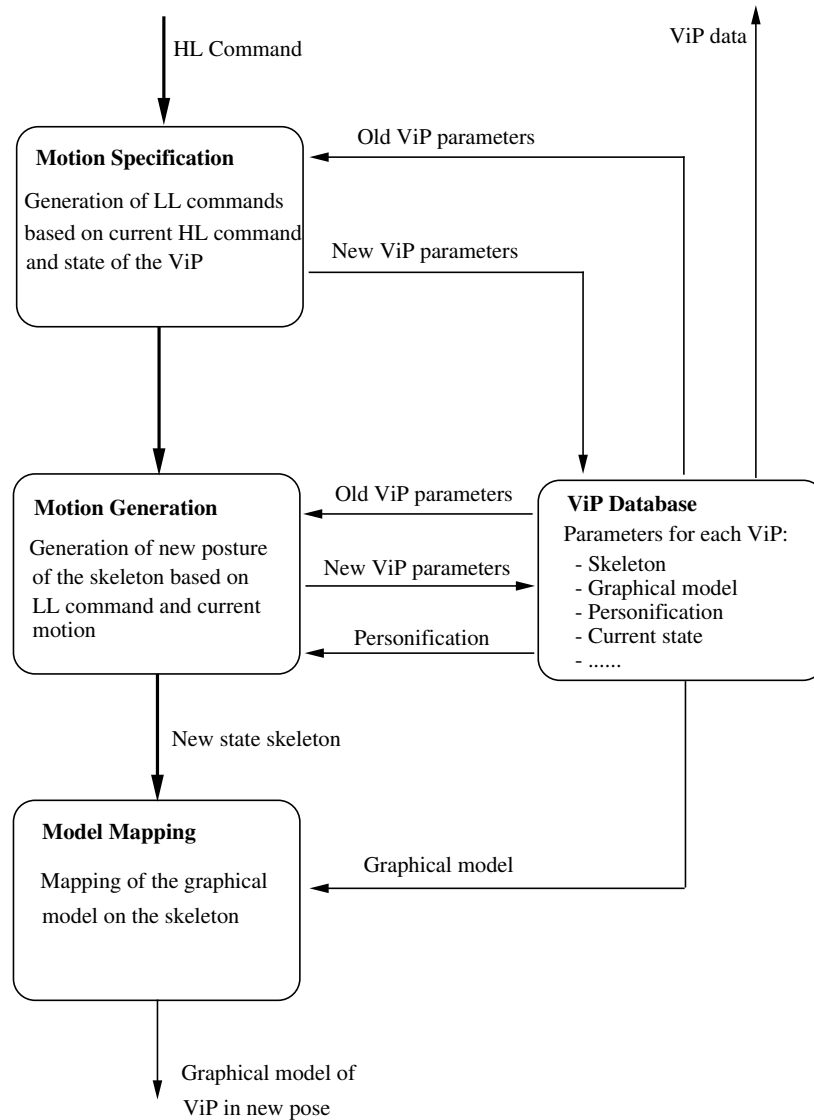 HL Command
ViP data
Old ViP parameters
Motion Specification
Generation of LL commands
based on current HL command
and state of the ViP
New ViP parameters
Motion Generation
Generation of new posture
of the skeleton based on
LL command and current
motion
Old ViP parameters
New ViP parameters
Personification
ViP Database
Parameters for each ViP:
- Skeleton
- Graphical model
- Personification
- Current state
- ......
New state skeleton
Model Mapping
Mapping of the graphical
model on the skeleton
Graphical model
Graphical model of
ViP in new pose